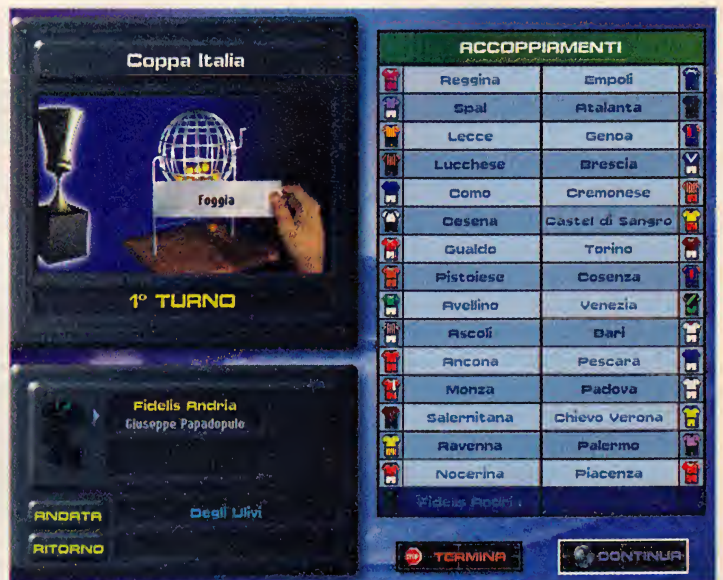 Coppa Italia
Foggia
1° TURNO
Fidelis Andria
Giuseppe Papadopulo
Degli Ulivi
ANDATA
RITORNO
ACCOPPIAMENTI
Reggina Empoli
Spal Atalanta
Lecce Genoa
Lucchese Brescia
Como Cremonese
Cesena Castel di Sangro
Gualdo Torino
Pistoiese Cosenza
Avellino Venezia
Ascoli Bari
Ancona Pescara
Monza Padova
Salernitana Chievo Verona
Ravenna Palermo
Nocerina Piacenza
Fidelis Andria
STOP TERMINA
CONTINUA